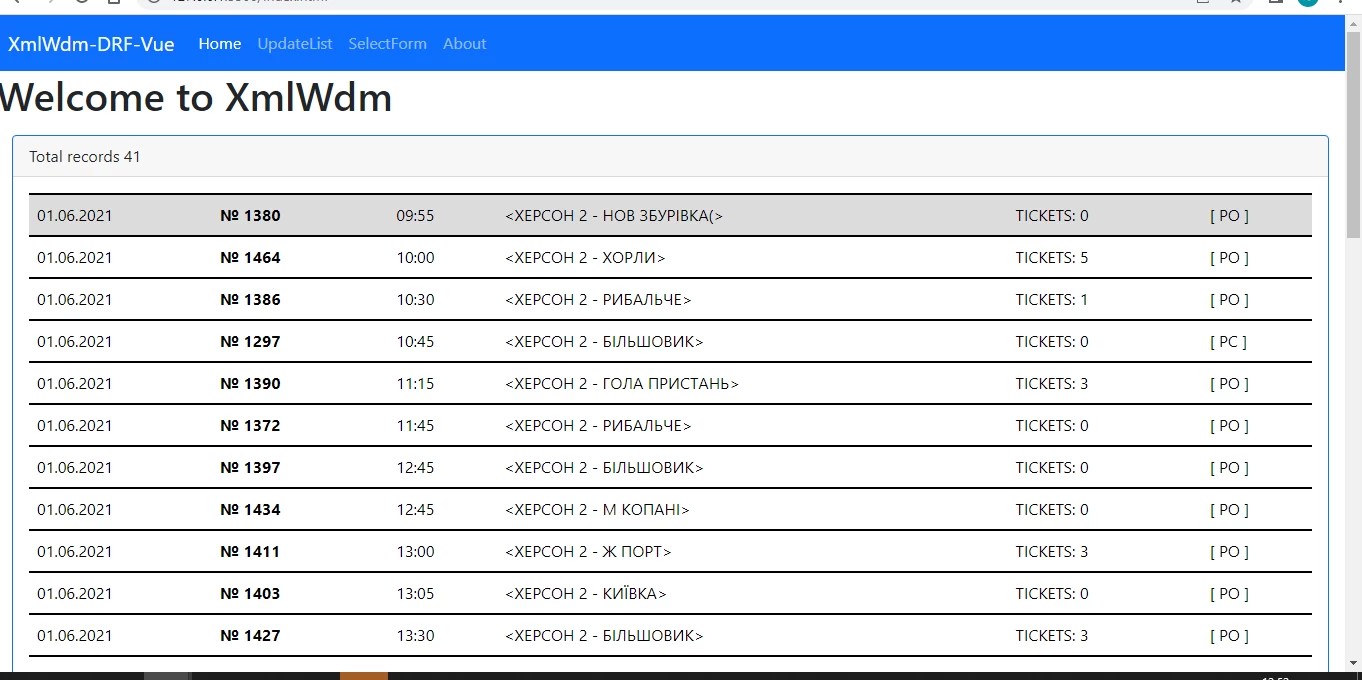 XmlWdm-DRF-Vue Home UpdateList SelectForm About
Welcome to XmlWdm
Total records 41
01.06.2021 № 1380 09:55 <ХЕРСОН 2 - НОВ ЗБУРІВКА(> TICKETS: 0 [ PO ]
01.06.2021 № 1464 10:00 <ХЕРСОН 2 - ХОРЛИ> TICKETS: 5 [ PO ]
01.06.2021 № 1386 10:30 <ХЕРСОН 2 - РИБАЛЬЧЕ> TICKETS: 1 [ PO ]
01.06.2021 № 1297 10:45 <ХЕРСОН 2 - БІЛЬШОВИК> TICKETS: 0 [ PC ]
01.06.2021 № 1390 11:15 <ХЕРСОН 2 - ГОЛА ПРИСТАНЬ> TICKETS: 3 [ PO ]
01.06.2021 № 1372 11:45 <ХЕРСОН 2 - РИБАЛЬЧЕ> TICKETS: 0 [ PO ]
01.06.2021 № 1397 12:45 <ХЕРСОН 2 - БІЛЬШОВИК> TICKETS: 0 [ PO ]
01.06.2021 № 1434 12:45 <ХЕРСОН 2 - М КОПАНІ> TICKETS: 0 [ PO ]
01.06.2021 № 1411 13:00 <ХЕРСОН 2 - Ж ПОРТ> TICKETS: 3 [ PO ]
01.06.2021 № 1403 13:05 <ХЕРСОН 2 - КИЇВКА> TICKETS: 0 [ PO ]
01.06.2021 № 1427 13:30 <ХЕРСОН 2 - БІЛЬШОВИК> TICKETS: 3 [ PO ]